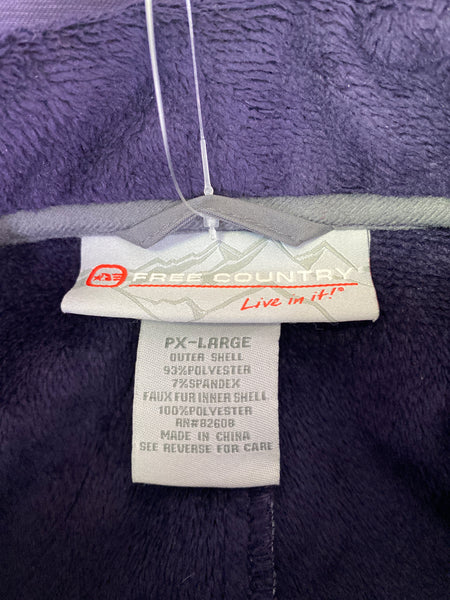 FREE COUNTRY
Live in it!®
PX-LARGE
OUTER SHELL
93%POLYESTER
7%SPANDEX
FAUX FUR INNER SHELL
100%POLYESTER
RN#82608
MADE IN CHINA
SEE REVERSE FOR CARE